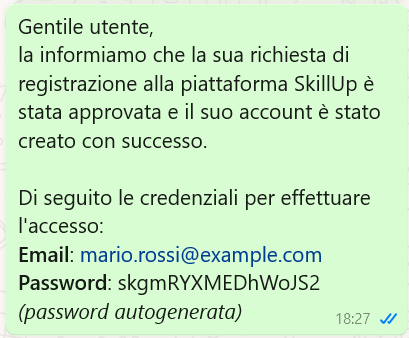 Gentile utente,
la informiamo che la sua richiesta di
registrazione alla piattaforma SkillUp è
stata approvata e il suo account è stato
creato con successo.
Di seguito le credenziali per effettuare
l'accesso:
Email: mario.rossi@example.com
Password: skgmRYXMEDhWoJS2
(password autogenerata)
18:27